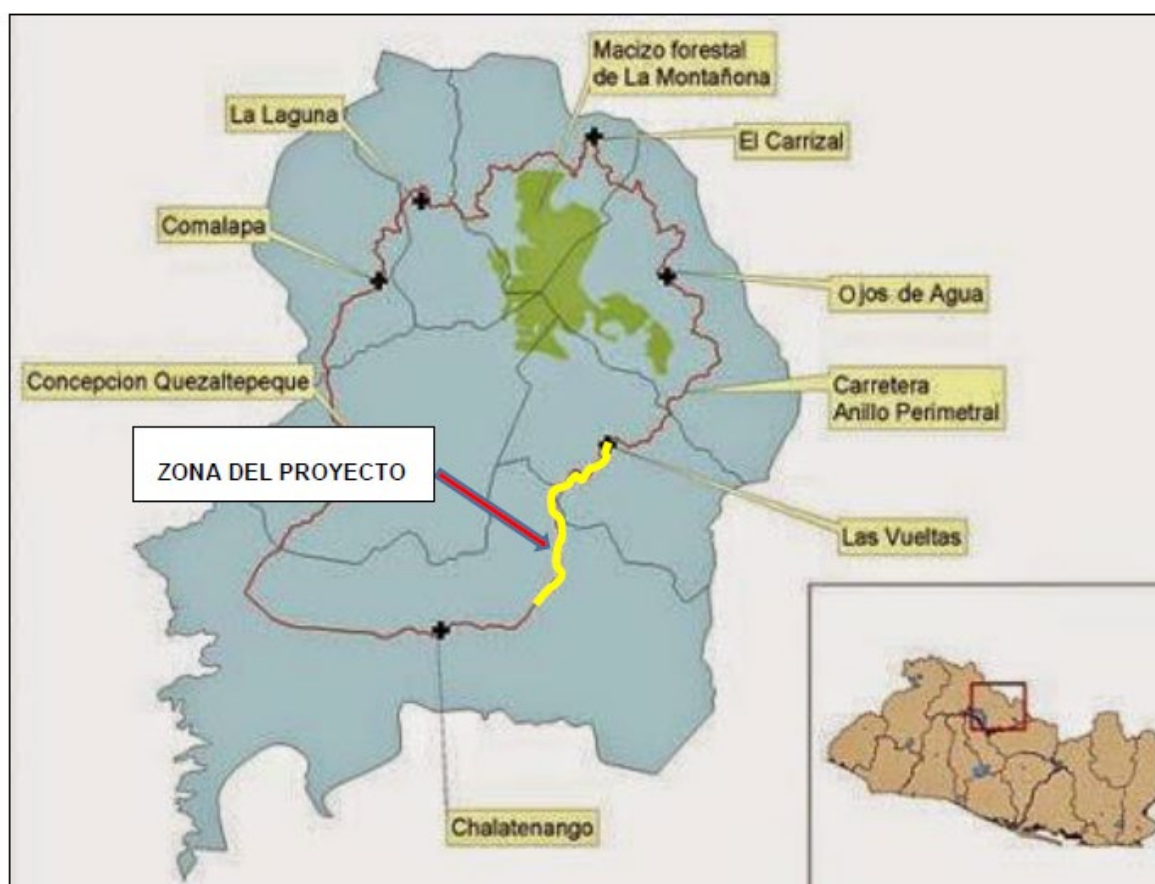 Macizo forestal
de La Montañona
La Laguna
El Carrizal
Comalapa
Ojos de Agua
Concepcion Quezaltepeque
Carretera
Anillo Perimetral
ZONA DEL PROYECTO
Las Vueltas
Chalatenango